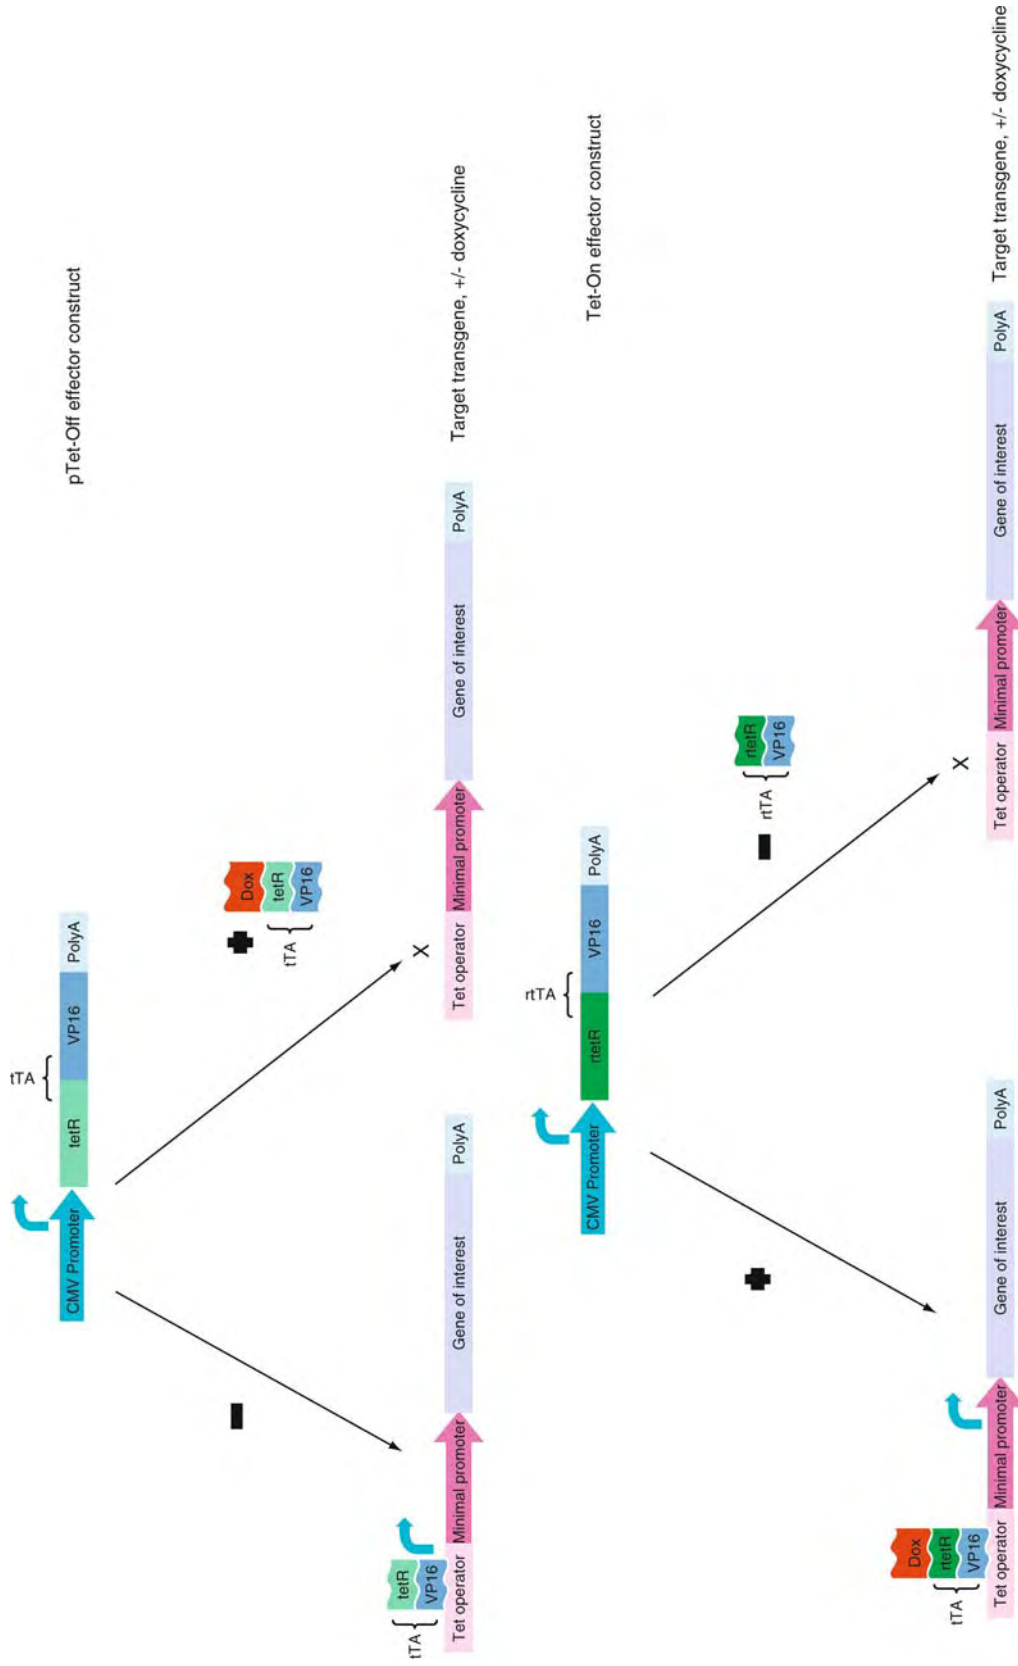 pTet-Off effector construct
tTA
CMV Promoter
tetR
VP16
PolyA
Dox
tetR
VP16
tTA
X
tetR
VP16
tTA
Tet operator
Minimal promoter
Gene of interest
PolyA
Tet operator
Minimal promoter
Gene of interest
PolyA
Target transgene, +/- doxycycline
Tet-On effector construct
rtTA
CMV Promoter
rtetR
VP16
PolyA
rtetR
VP16
rtTA
X
Dox
rtetR
VP16
tTA
Tet operator
Minimal promoter
Gene of interest
PolyA
Tet operator
Minimal promoter
Gene of interest
PolyA
Target transgene, +/- doxycycline